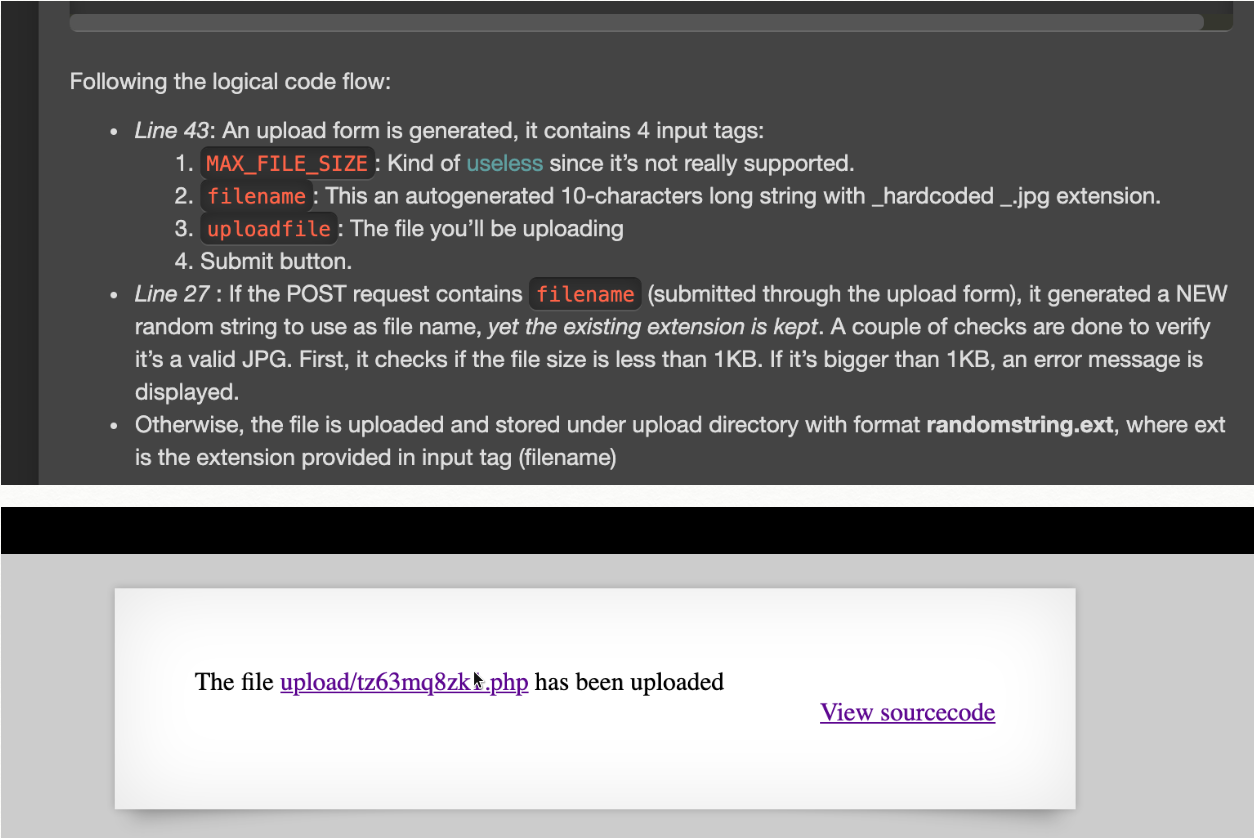 Following the logical code flow:
• Line 43: An upload form is generated, it contains 4 input tags:
1. MAX_FILE_SIZE : Kind of useless since it’s not really supported.
2. filename : This an autogenerated 10-characters long string with _hardcoded _.jpg extension.
3. uploadfile : The file you’ll be uploading
4. Submit button.
• Line 27 : If the POST request contains filename (submitted through the upload form), it generated a NEW
random string to use as file name, yet the existing extension is kept. A couple of checks are done to verify
it’s a valid JPG. First, it checks if the file size is less than 1KB. If it’s bigger than 1KB, an error message is
displayed.
• Otherwise, the file is uploaded and stored under upload directory with format randomstring.ext, where ext
is the extension provided in input tag (filename)
The file has been uploaded
View sourcecode